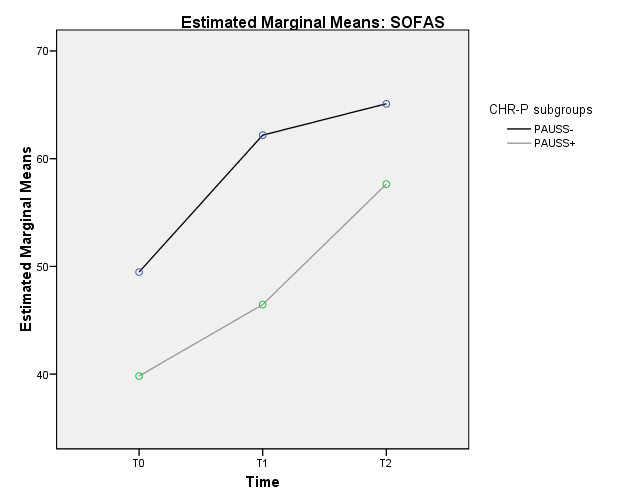 Estimated Marginal Means: SOFAS
70
60
50
40
Estimated Marginal Means
T0
T1
T2
Time
CHR-P subgroups
PAUSS-
PAUSS+